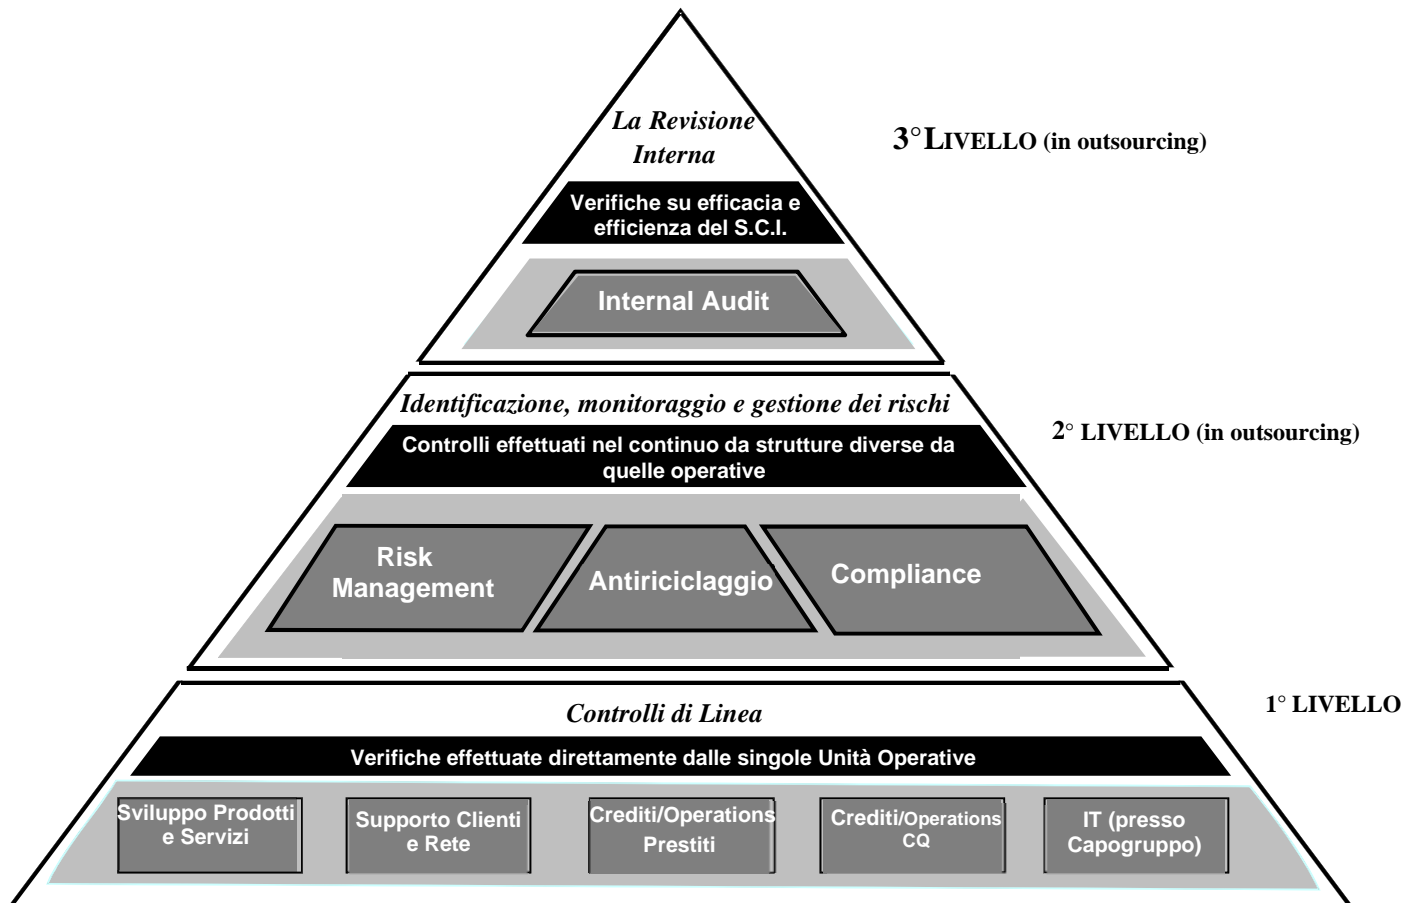 La Revisione
Interna
3° LIVELLO (in outsourcing)
Verifiche su efficacia e
efficienza del S.C.I.
Internal Audit
Identificazione, monitoraggio e gestione dei rischi
2° LIVELLO (in outsourcing)
Controlli effettuati nel continuo da strutture diverse da
quelle operative
Risk
Management
Antiriciclaggio
Compliance
1° LIVELLO
Controlli di Linea
Verifiche effettuate direttamente dalle singole Unità Operative
Sviluppo Prodotti
e Servizi
Supporto Clienti
e Rete
Crediti/Operations
Prestiti
Crediti/Operations
CQ
IT (presso
Capogruppo)